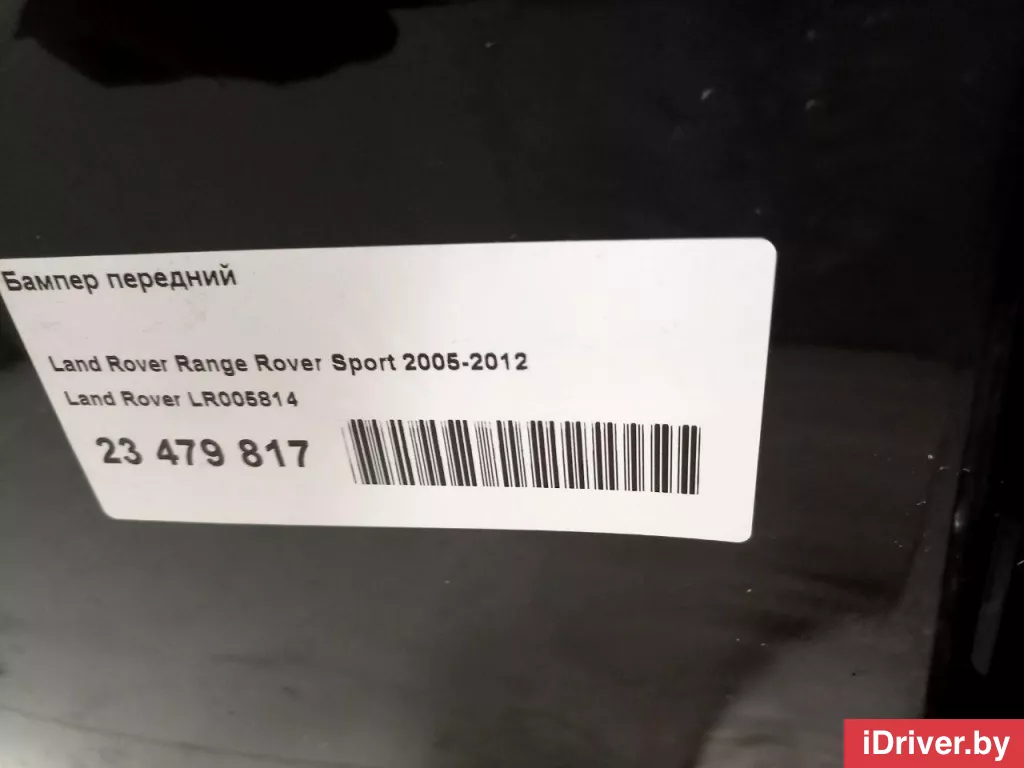 Бампер передний
Land Rover Range Rover Sport 2005-2012
Land Rover LR005814
23 479 817
iDriver.by